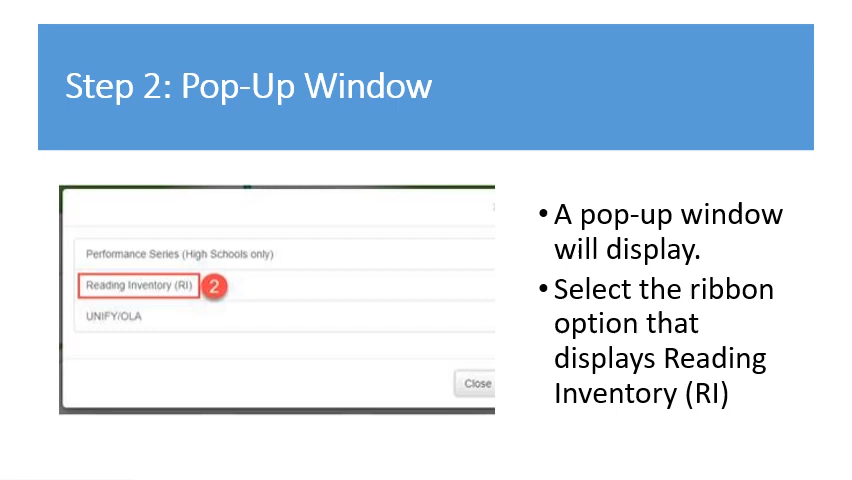 Step 2: Pop-Up Window
Performance Series (High Schools only)
Reading Inventory (RI) 2
UNIFY/OLA
Close
• A pop-up window
will display.
• Select the ribbon
option that
displays Reading
Inventory (RI)